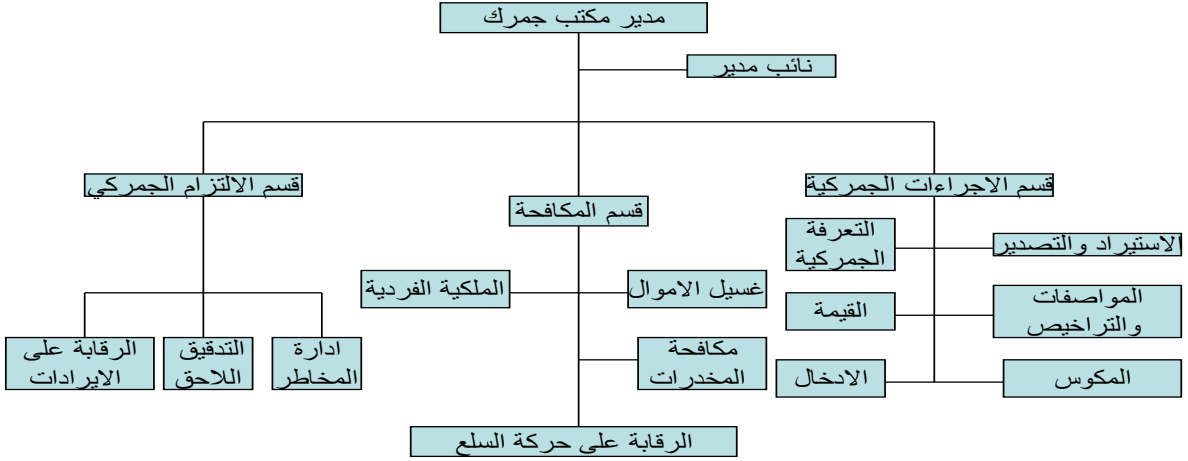 مدير مكتب جمرك
نائب مدير
قسم الاجراءات الجمركية
قسم المكافحة
قسم الالتزام الجمركي
الاستيراد والتصدير
التعرفة
الجمركية
المواصفات
والتراخيص
القيمة
المكوس
الادخال
غسيل الاموال
الملكية الفردية
مكافحة
المخدرات
الرقابة على حركة السلع
ادارة
المخاطر
التدقيق
اللاحق
الرقابة على
الايرادات